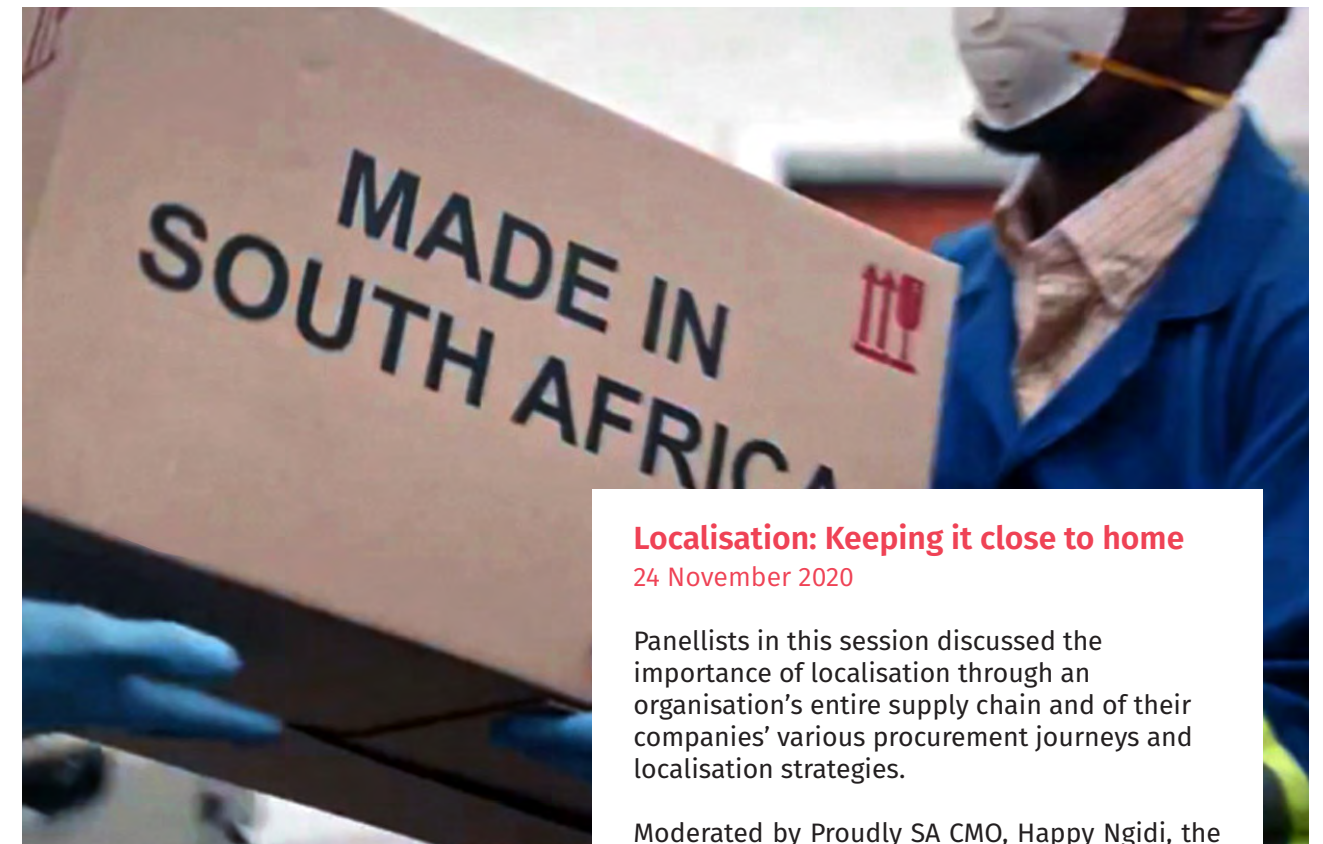 MADE IN
SOUTH AFRICA
Localisation: Keeping it close to home
24 November 2020
Panellists in this session discussed the
importance of localisation through an
organisation’s entire supply chain and of their
companies’ various procurement journeys and
localisation strategies.
Moderated by Proudly SA CMO, Happy Ngidi, the